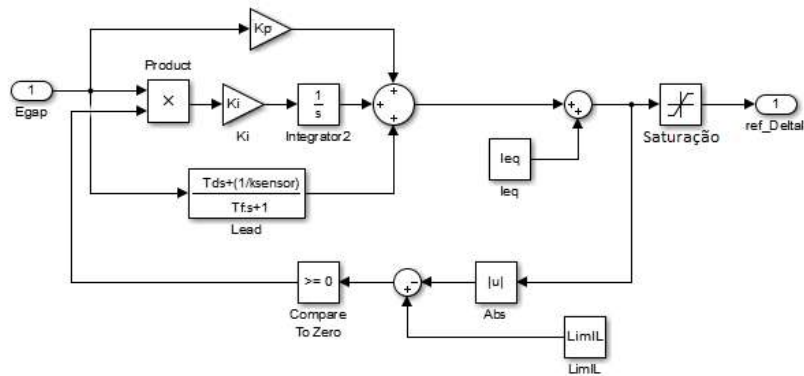 Kp
Product
1
×
Ki
1
s
+
+
+
+
+
1
Egap
Ki
Integrator2
Saturação
ref_DeltaI
Ieq
Ieq
Tds+(1/ksensor)
Tf.s+1
Lead
>= 0
−
+
|u|
Compare
To Zero
Abs
LimIL
LimIL